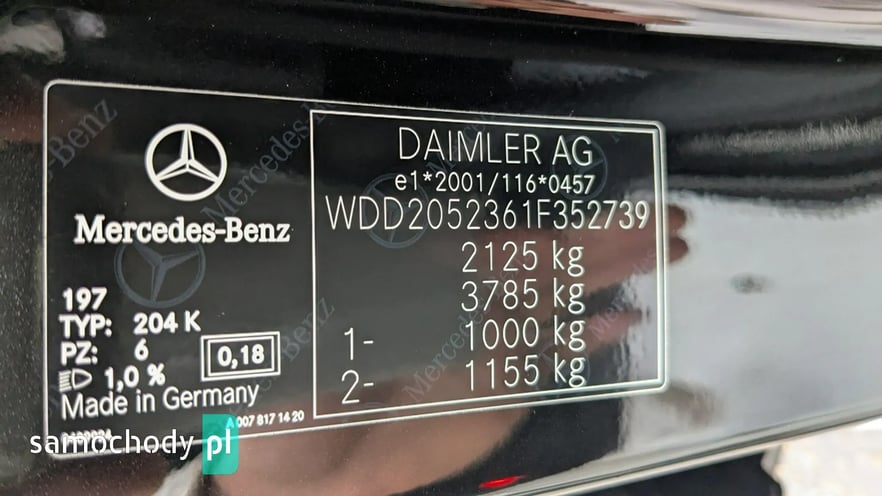 Mercedes-Benz
197
TYP: 204 K
PZ: 6
0,18
1,0 %
Made in Germany
A 007 817 14 20
DAIMLER AG
e1*2001/116*0457
WDD2052361F352739
2125 kg
3785 kg
1- 1000 kg
2- 1155 kg
samochody pl